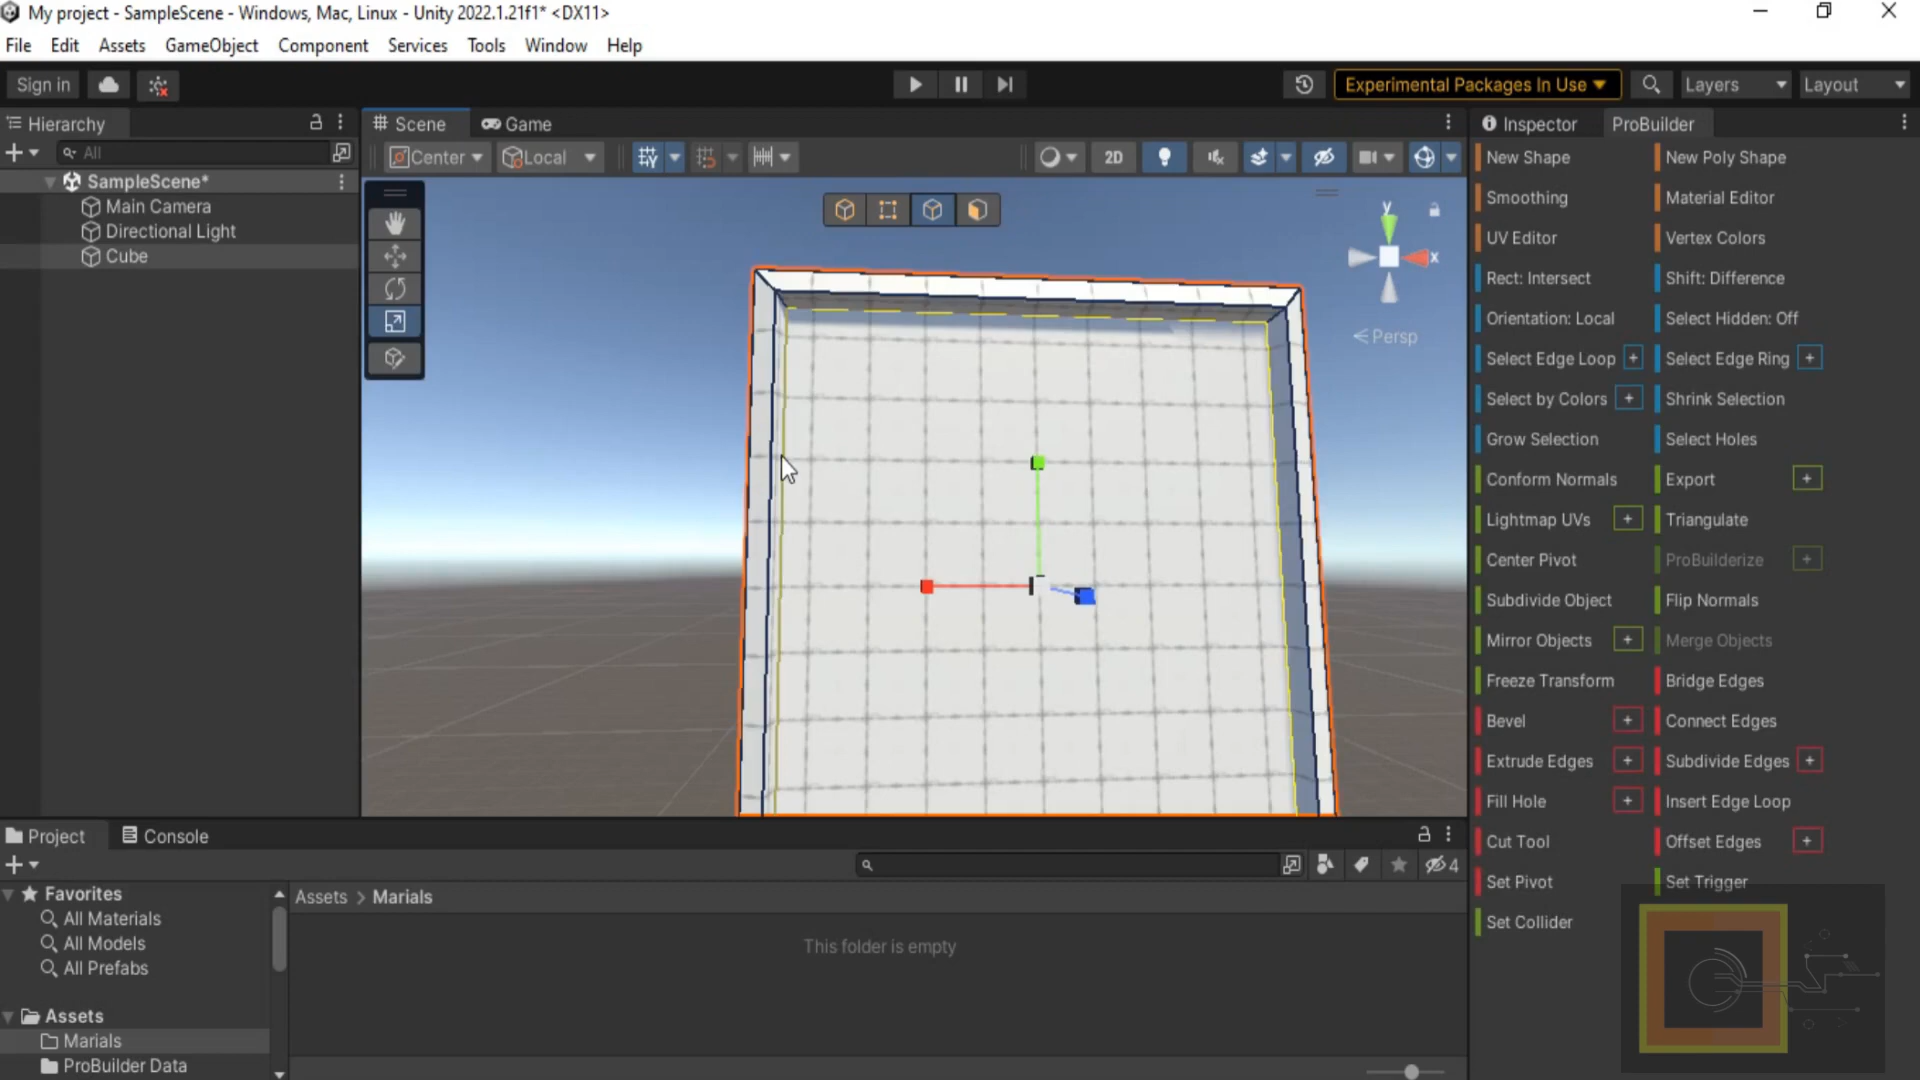 My project - SampleScene - Windows, Mac, Linux - Unity 2022.1.21f1* <DX11>
File Edit Assets GameObject Component Services Tools Window Help
Sign in
Experimental Packages In Use
Layers
Layout
Hierarchy
All
SampleScene*
Main Camera
Directional Light
Cube
Scene
Game
Center
Local
2D
y
x
Persp
Inspector
ProBuilder
New Shape
New Poly Shape
Smoothing
Material Editor
UV Editor
Vertex Colors
Rect: Intersect
Shift: Difference
Orientation: Local
Select Hidden: Off
Select Edge Loop +
Select Edge Ring +
Select by Colors +
Shrink Selection
Grow Selection
Select Holes
Conform Normals
Export +
Lightmap UVs +
Triangulate
Center Pivot
ProBuilderize +
Subdivide Object
Flip Normals
Mirror Objects +
Merge Objects
Freeze Transform
Bridge Edges
Bevel +
Connect Edges
Extrude Edges +
Subdivide Edges +
Fill Hole +
Insert Edge Loop
Cut Tool
Offset Edges +
Set Pivot
Set Trigger
Set Collider
Project
Console
4
Favorites
All Materials
All Models
All Prefabs
Assets
Marials
ProBuilder Data
Assets > Marials
This folder is empty